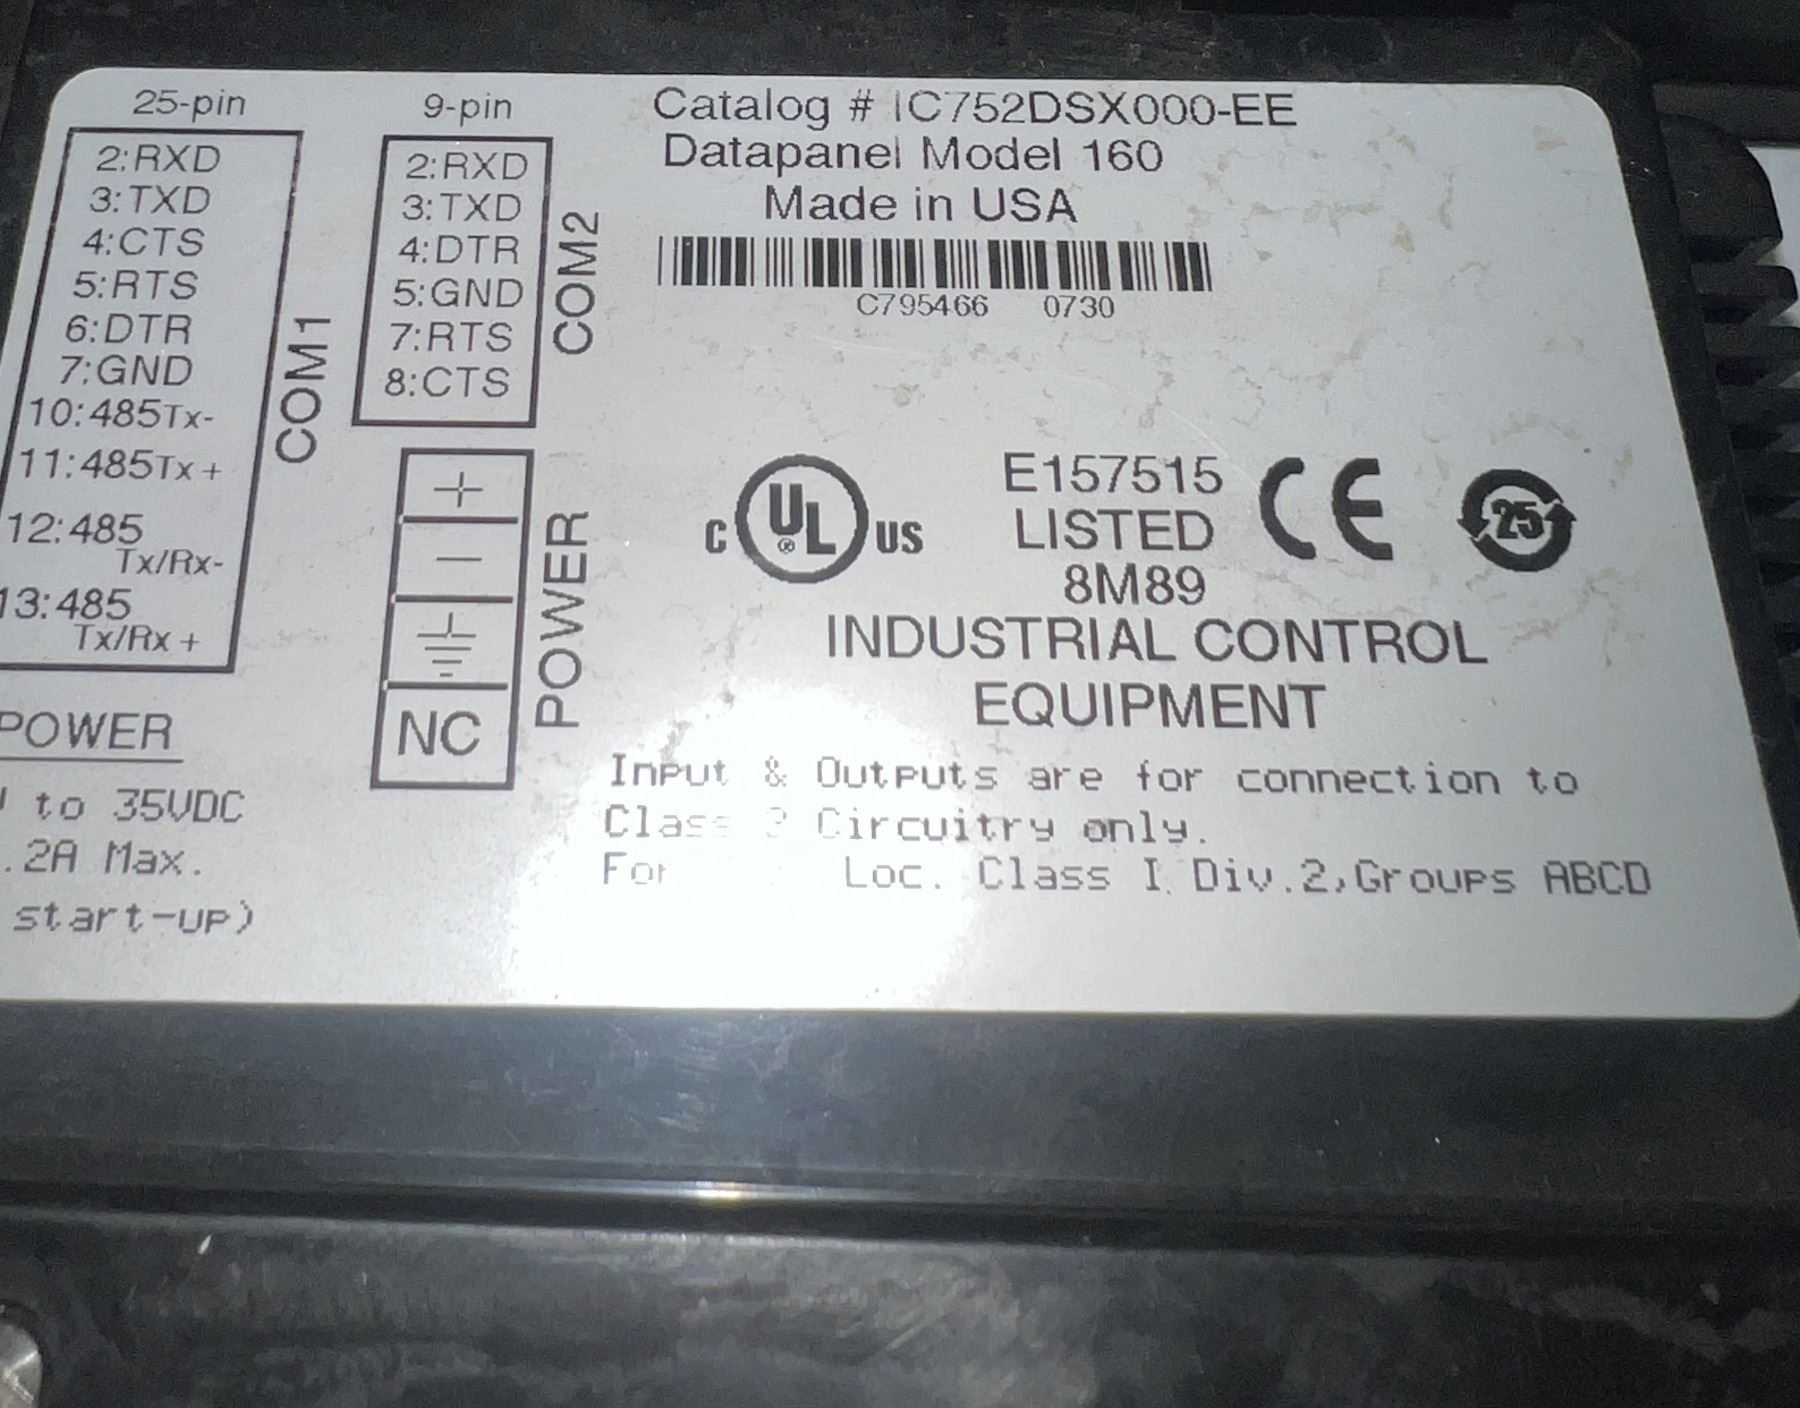 25-pin
2:RXD
3:TXD
4:CTS
5:RTS
6:DTR
7:GND
10:485Tx-
11:485Tx+
12:485
Tx/Rx-
13:485
Tx/Rx+
COM1
9-pin
2:RXD
3:TXD
4:DTR
5:GND
7:RTS
8:CTS
COM2
+
-
NC
POWER
POWER
to 35VDC
.2A Max.
start-up)
Catalog # IC752DSX000-EE
Datapanel Model 160
Made in USA
C795466 0730
C UL ® US
E157515
LISTED
8M89
CE
25
INDUSTRIAL CONTROL
EQUIPMENT
Input & Outputs are for connection to
Class 2 Circuitry only.
For Loc. Class I, Div.2,Groups ABCD